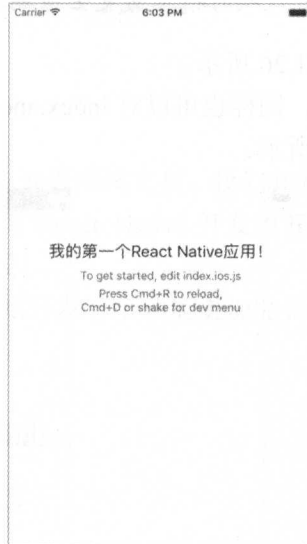 Carrier 6:03 PM
我的第一个React Native应用！
To get started, edit index.ios.js
Press Cmd+R to reload,
Cmd+D or shake for dev menu